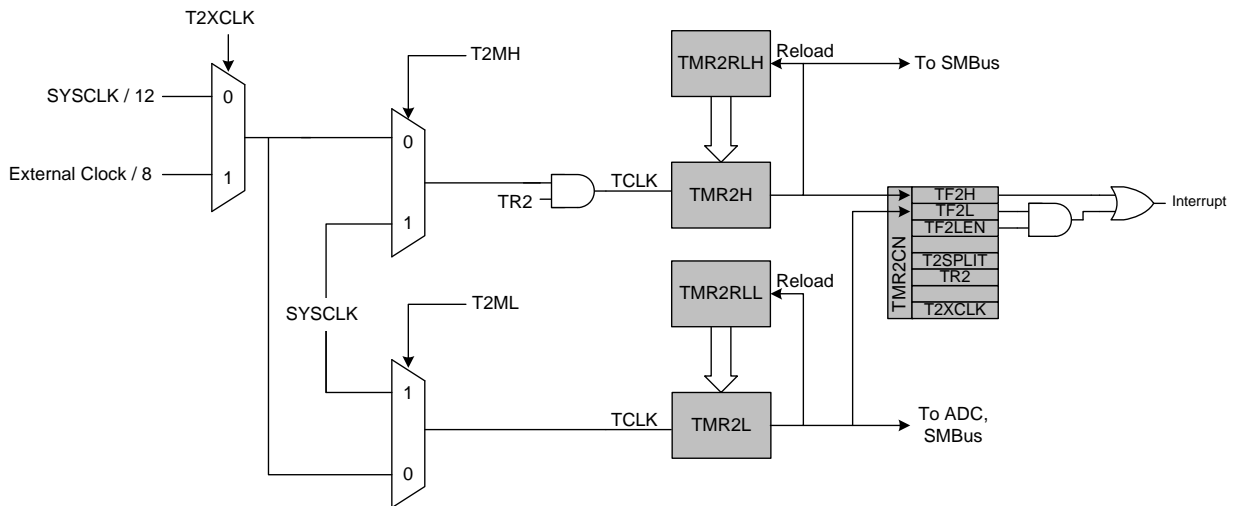 T2XCLK
SYSCLK / 12
0
External Clock / 8
1
T2MH
0
1
TR2
TCLK
TMR2RLH
Reload
To SMBus
TMR2H
TMR2CN
TF2H
TF2L
TF2LEN
T2SPLIT
TR2
T2XCLK
Interrupt
SYSCLK
T2ML
1
0
TCLK
TMR2RLL
Reload
TMR2L
To ADC,
SMBus